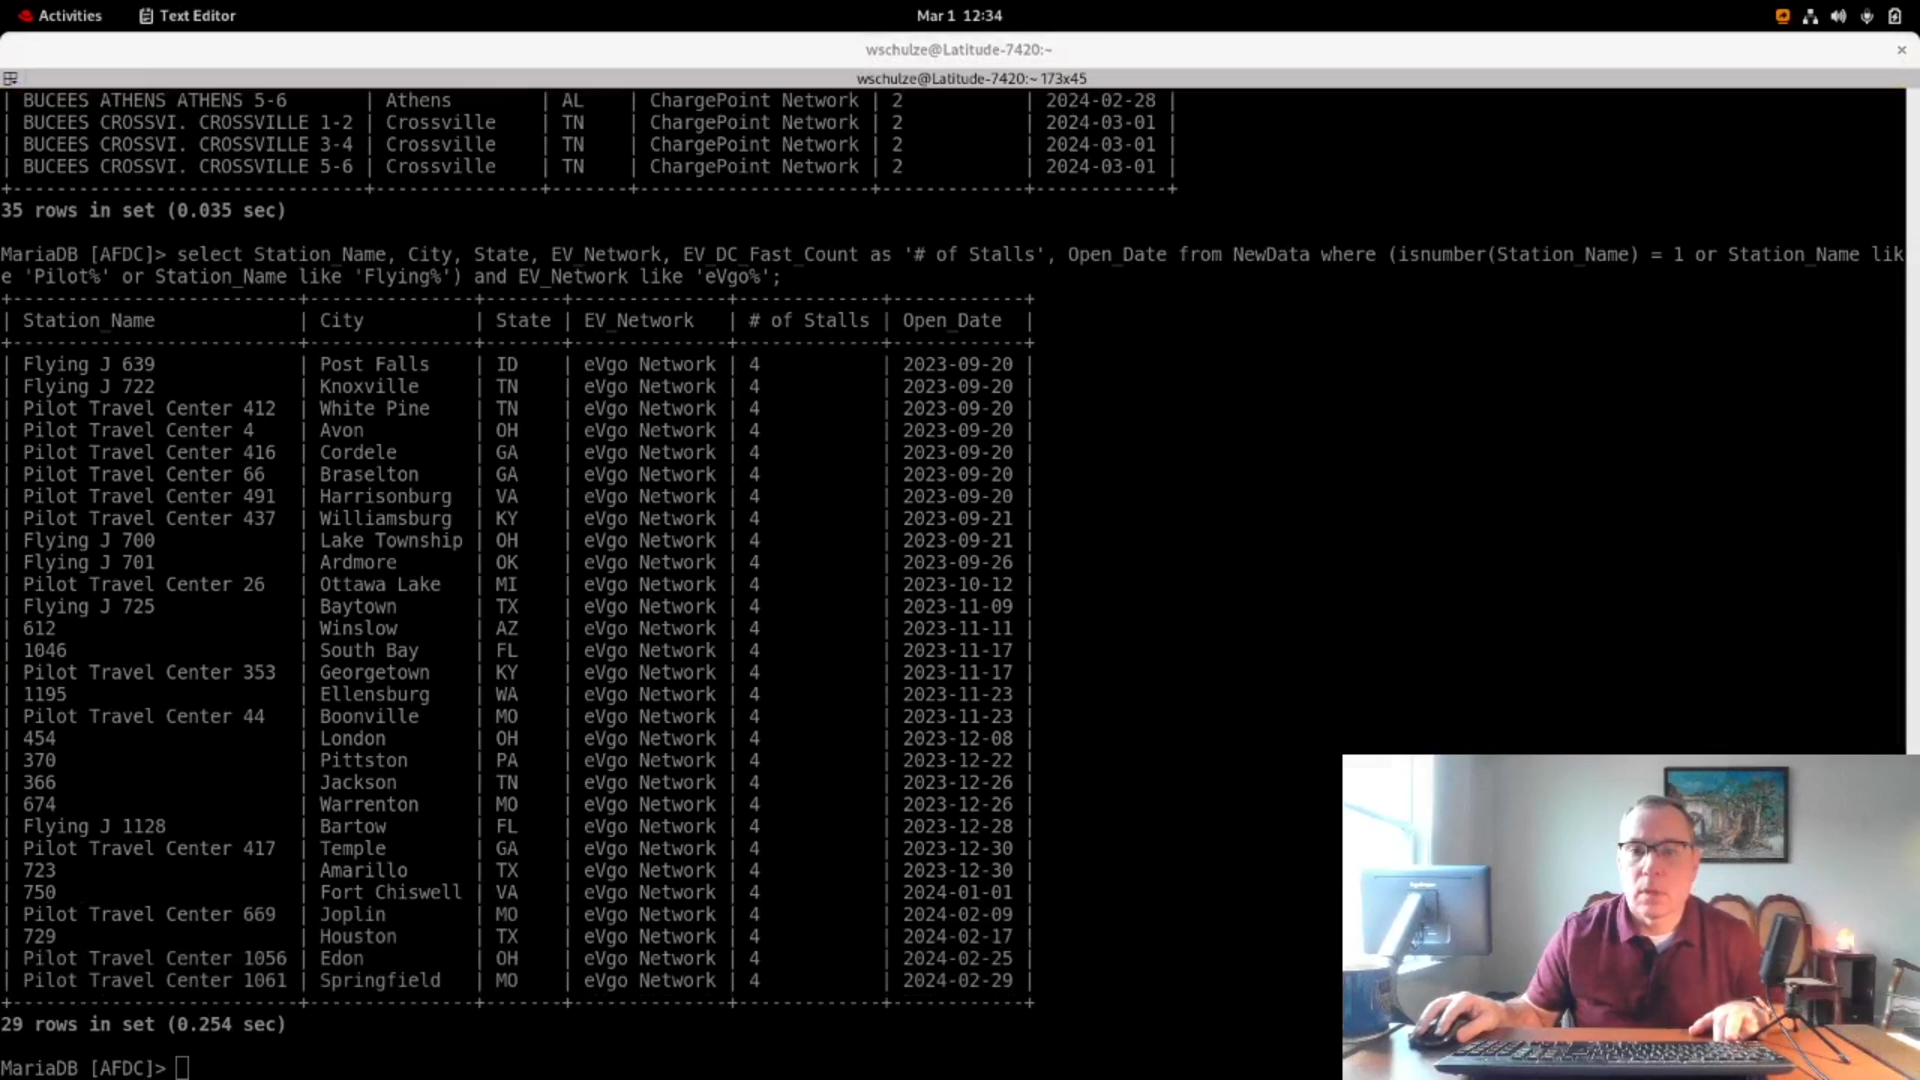 Activities Text Editor Mar 1 12:34
wschulze@Latitude-7420:~ ×
wschulze@Latitude-7420:~ 173x45
| BUCEES ATHENS ATHENS 5-6 | Athens | AL | ChargePoint Network | 2 | 2024-02-28 |
| BUCEES CROSSVI. CROSSVILLE 1-2 | Crossville | TN | ChargePoint Network | 2 | 2024-03-01 |
| BUCEES CROSSVI. CROSSVILLE 3-4 | Crossville | TN | ChargePoint Network | 2 | 2024-03-01 |
| BUCEES CROSSVI. CROSSVILLE 5-6 | Crossville | TN | ChargePoint Network | 2 | 2024-03-01 |
35 rows in set (0.035 sec)
MariaDB [AFDC]> select Station_Name, City, State, EV_Network, EV_DC_Fast_Count as '# of Stalls', Open_Date from NewData where (isnumber(Station_Name) = 1 or Station_Name lik
e 'Pilot%' or Station_Name like 'Flying%') and EV_Network like 'eVgo%';
| Station_Name | City | State | EV_Network | # of Stalls | Open_Date |
| Flying J 639 | Post Falls | ID | eVgo Network | 4 | 2023-09-20 |
| Flying J 722 | Knoxville | TN | eVgo Network | 4 | 2023-09-20 |
| Pilot Travel Center 412 | White Pine | TN | eVgo Network | 4 | 2023-09-20 |
| Pilot Travel Center 4 | Avon | OH | eVgo Network | 4 | 2023-09-20 |
| Pilot Travel Center 416 | Cordele | GA | eVgo Network | 4 | 2023-09-20 |
| Pilot Travel Center 66 | Braselton | GA | eVgo Network | 4 | 2023-09-20 |
| Pilot Travel Center 491 | Harrisonburg | VA | eVgo Network | 4 | 2023-09-20 |
| Pilot Travel Center 437 | Williamsburg | KY | eVgo Network | 4 | 2023-09-21 |
| Flying J 700 | Lake Township | OH | eVgo Network | 4 | 2023-09-21 |
| Flying J 701 | Ardmore | OK | eVgo Network | 4 | 2023-09-26 |
| Pilot Travel Center 26 | Ottawa Lake | MI | eVgo Network | 4 | 2023-10-12 |
| Flying J 725 | Baytown | TX | eVgo Network | 4 | 2023-11-09 |
| 612 | Winslow | AZ | eVgo Network | 4 | 2023-11-11 |
| 1046 | South Bay | FL | eVgo Network | 4 | 2023-11-17 |
| Pilot Travel Center 353 | Georgetown | KY | eVgo Network | 4 | 2023-11-17 |
| 1195 | Ellensburg | WA | eVgo Network | 4 | 2023-11-23 |
| Pilot Travel Center 44 | Boonville | MO | eVgo Network | 4 | 2023-11-23 |
| 454 | London | OH | eVgo Network | 4 | 2023-12-08 |
| 370 | Pittston | PA | eVgo Network | 4 | 2023-12-22 |
| 366 | Jackson | TN | eVgo Network | 4 | 2023-12-26 |
| 674 | Warrenton | MO | eVgo Network | 4 | 2023-12-26 |
| Flying J 1128 | Bartow | FL | eVgo Network | 4 | 2023-12-28 |
| Pilot Travel Center 417 | Temple | GA | eVgo Network | 4 | 2023-12-30 |
| 723 | Amarillo | TX | eVgo Network | 4 | 2023-12-30 |
| 750 | Fort Chiswell | VA | eVgo Network | 4 | 2024-01-01 |
| Pilot Travel Center 669 | Joplin | MO | eVgo Network | 4 | 2024-02-09 |
| 729 | Houston | TX | eVgo Network | 4 | 2024-02-17 |
| Pilot Travel Center 1056 | Edon | OH | eVgo Network | 4 | 2024-02-25 |
| Pilot Travel Center 1061 | Springfield | MO | eVgo Network | 4 | 2024-02-29 |
29 rows in set (0.254 sec)
MariaDB [AFDC]>